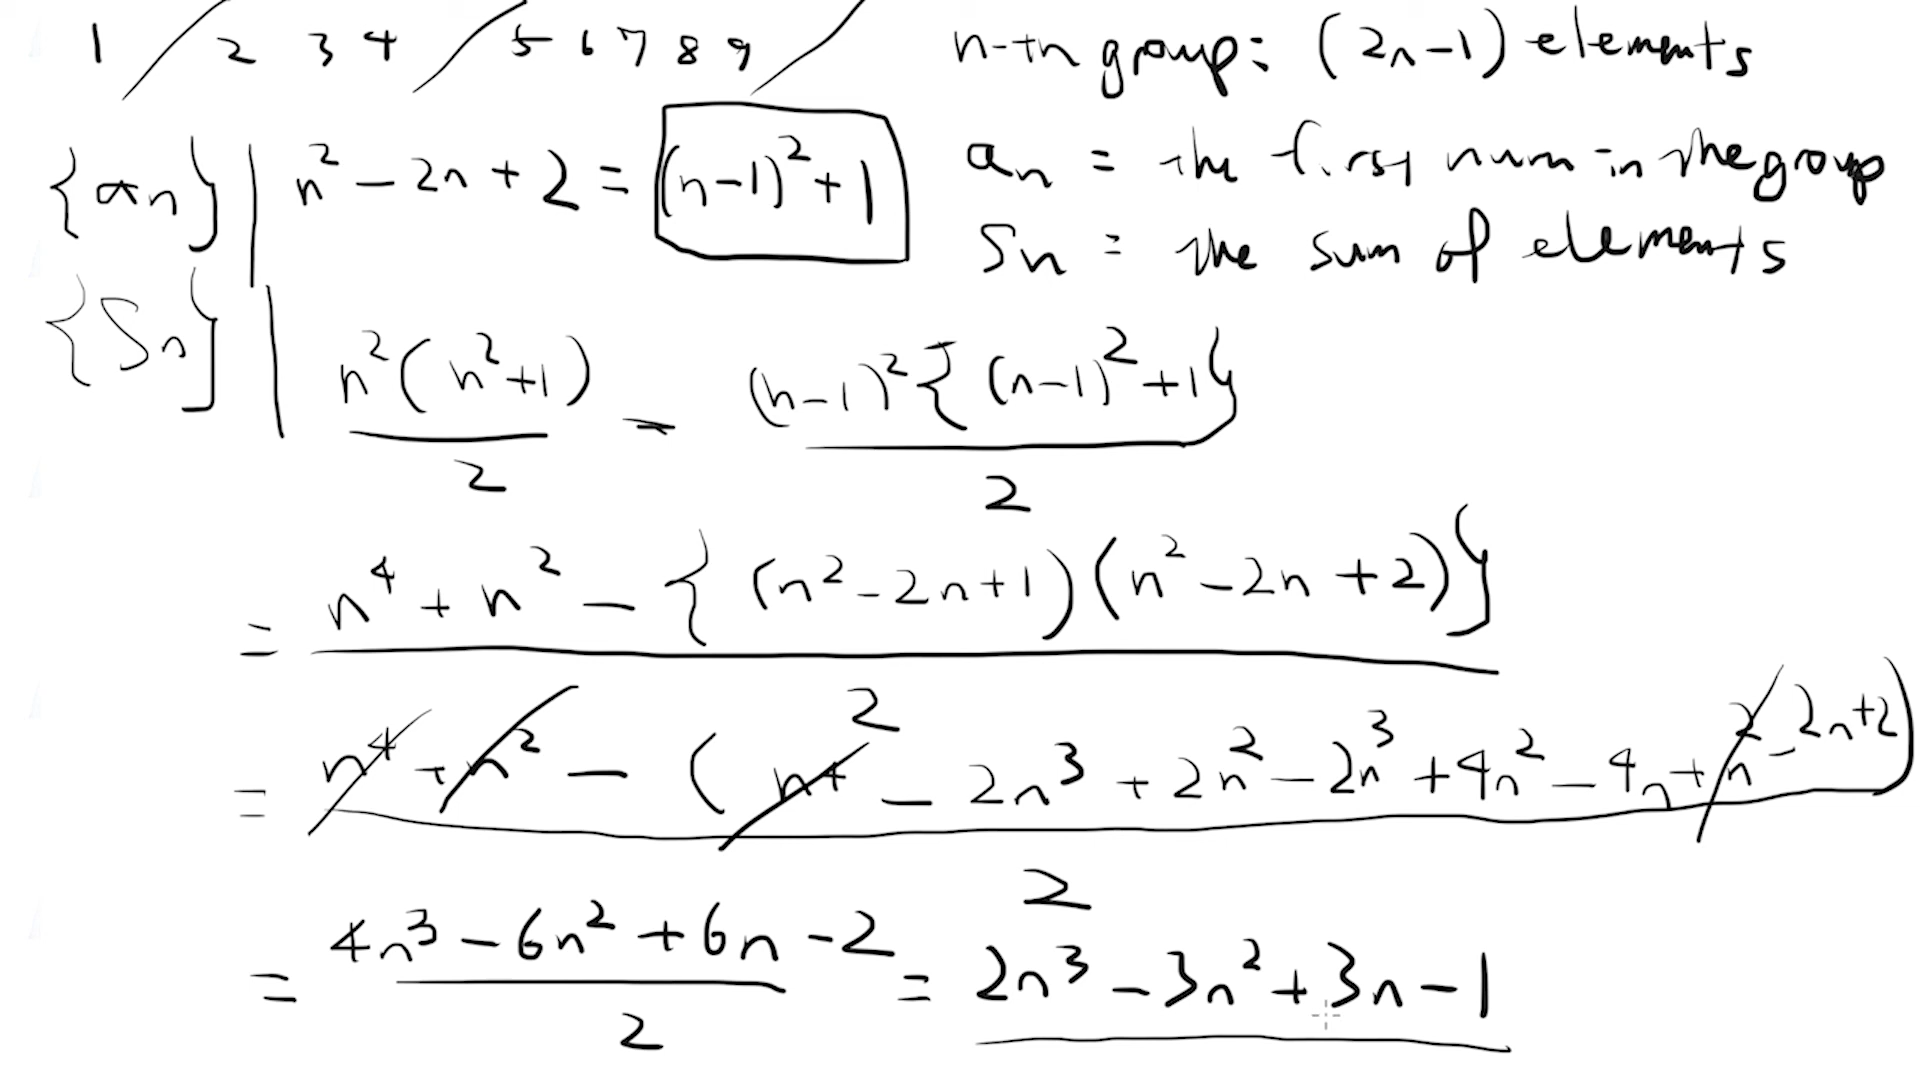 1 / 2 3 4 / 5 6 7 8 9 /
n-th group: (2n-1) elements
{an} | n² - 2n + 2 = (n-1)² + 1
an = the first num in the group
Sn = the sum of elements
{Sn} | n²(n²+1)/2 - (n-1)²{(n-1)²+1}/2
= n⁴ + n² - {(n²-2n+1)(n²-2n+2)} / 2
= n⁴ + n² - (n⁴ - 2n³ + 2n² - 2n³ + 4n² - 4n + n² - 2n + 2) / 2
= 4n³ - 6n² + 6n - 2 / 2 = 2n³ - 3n² + 3n - 1